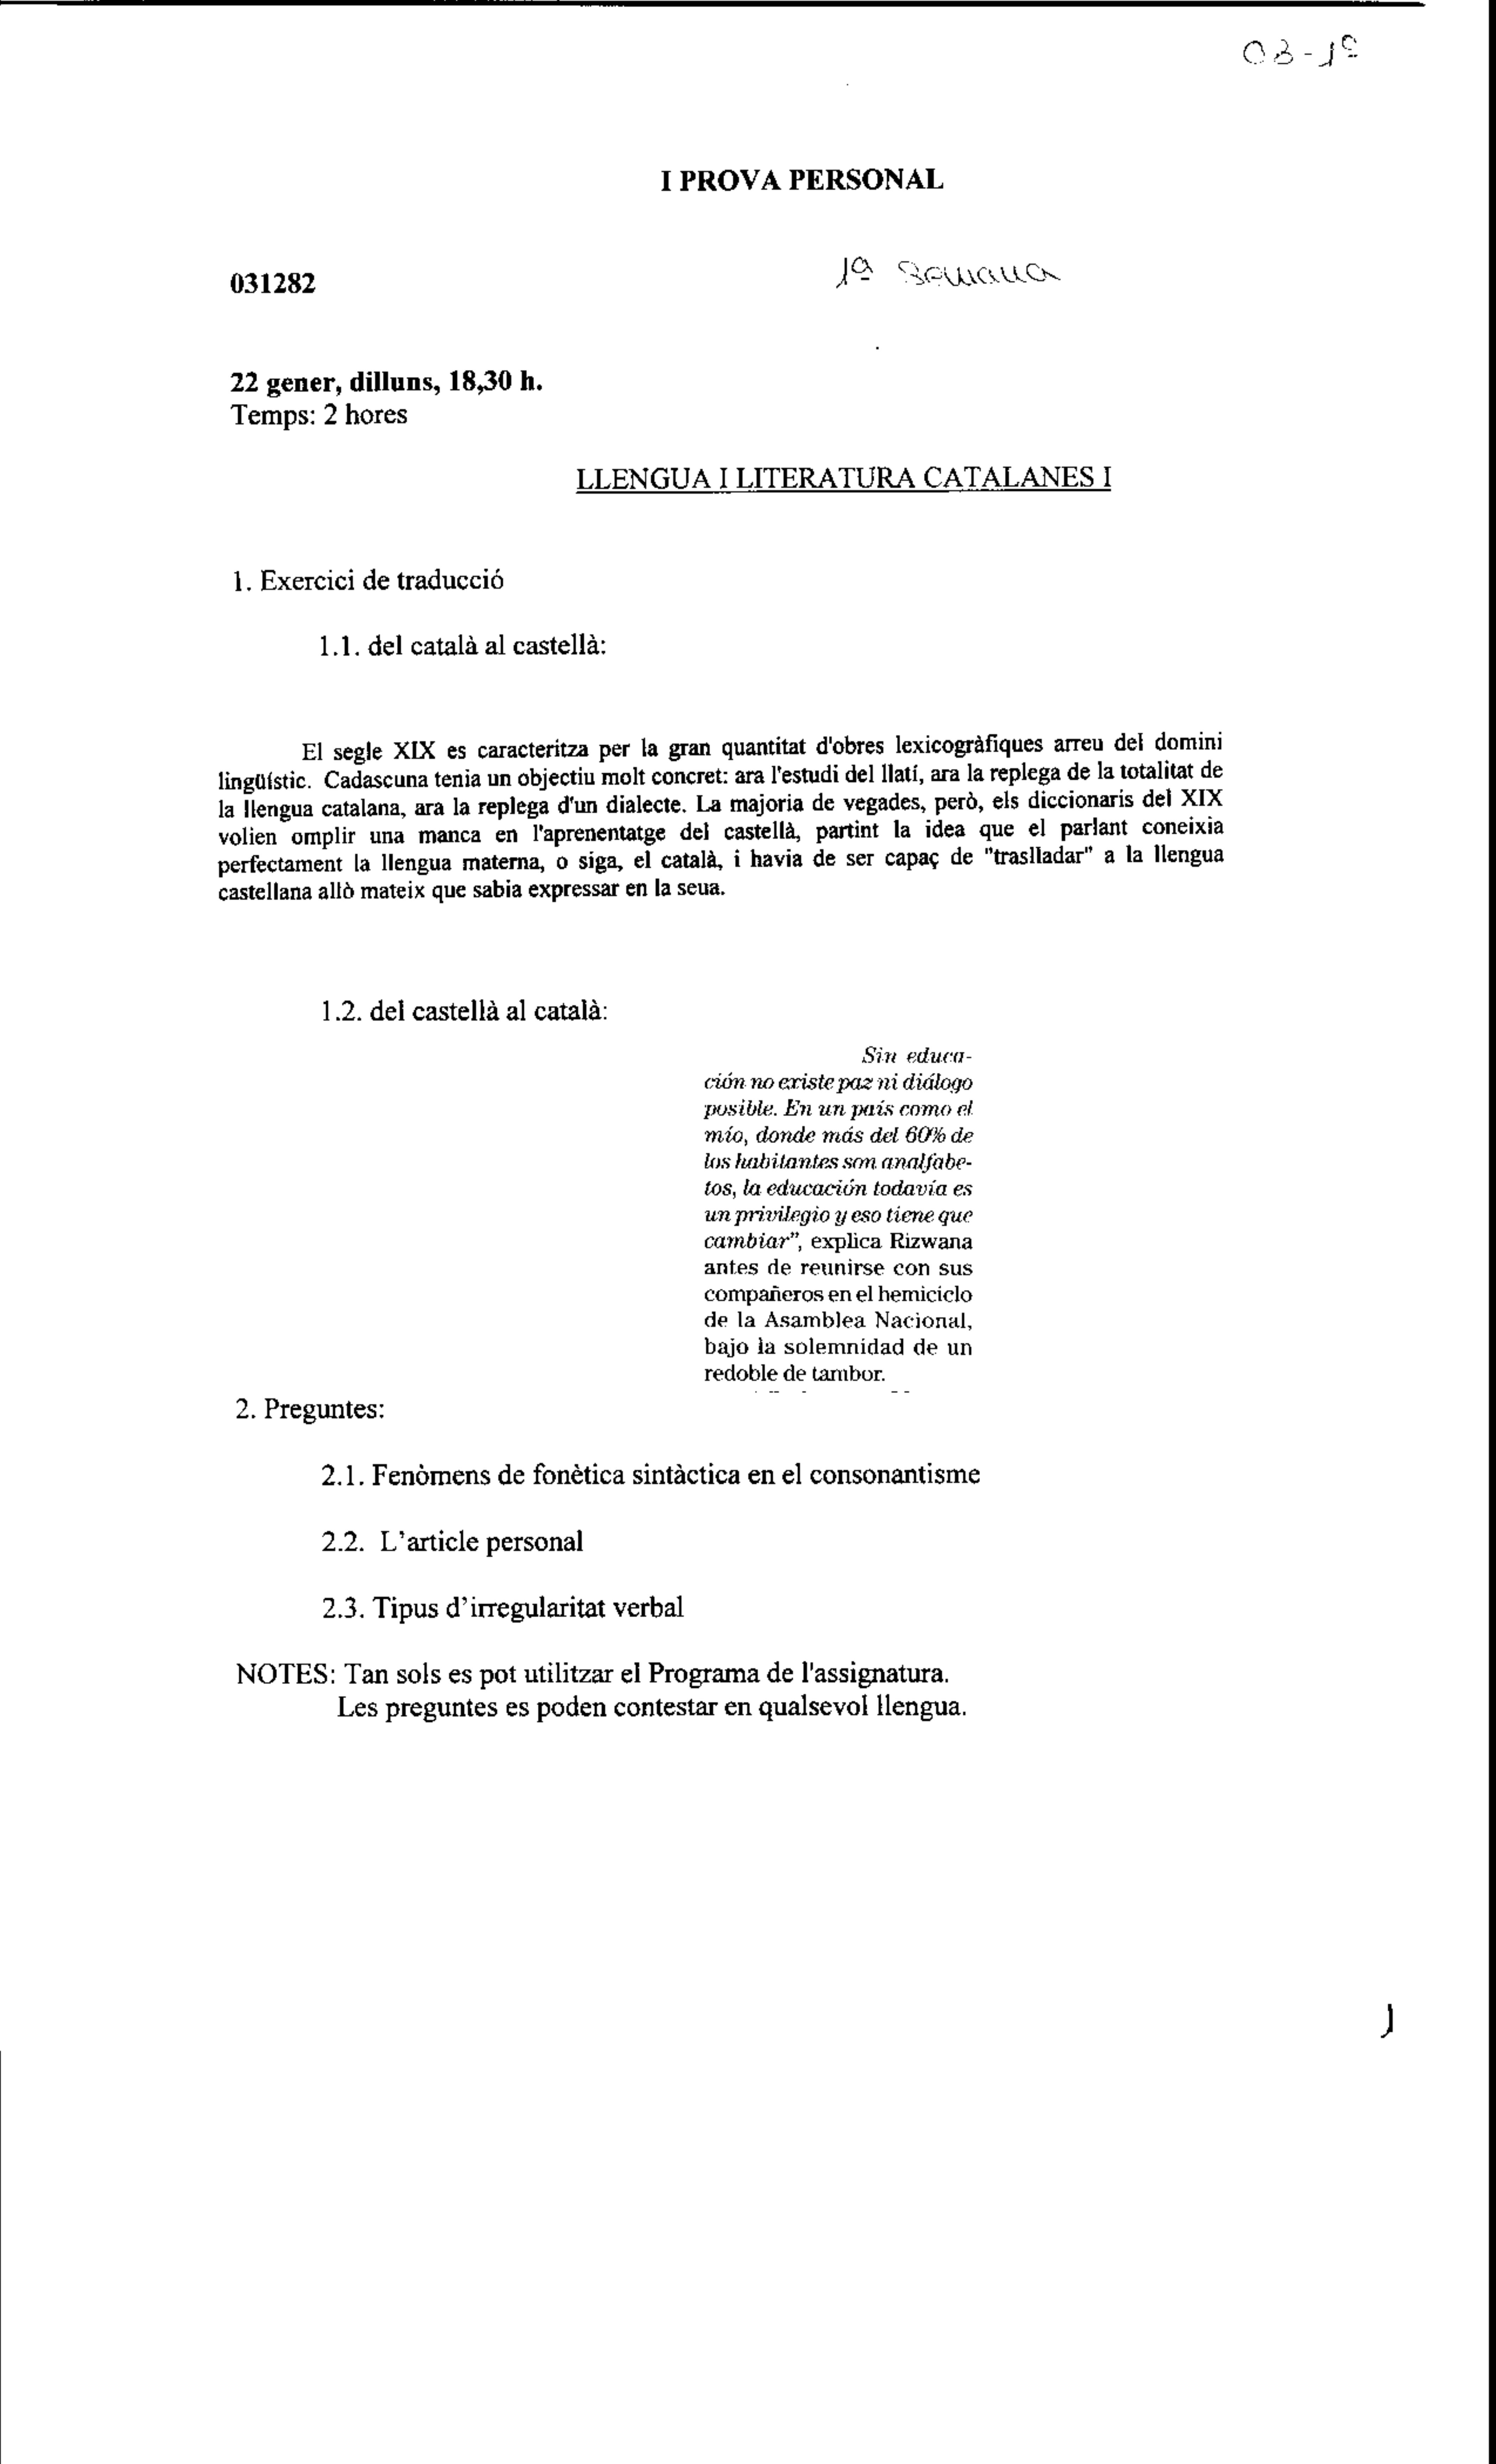 03-1ª
I PROVA PERSONAL
031282
1ª Semana
22 gener, dilluns, 18,30 h.
Temps: 2 hores
LLENGUA I LITERATURA CATALANES I
1. Exercici de traducció
1.1. del català al castellà:
El segle XIX es caracteritza per la gran quantitat d'obres lexicogràfiques arreu del domini
lingüístic. Cadascuna tenia un objectiu molt concret: ara l'estudi del llatí, ara la replega de la totalitat de
la llengua catalana, ara la replega d'un dialecte. La majoria de vegades, però, els diccionaris del XIX
volien omplir una manca en l'aprenentatge del castellà, partint la idea que el parlant coneixia
perfectament la llengua materna, o siga, el català, i havia de ser capaç de "traslladar" a la llengua
castellana allò mateix que sabia expressar en la seua.
1.2. del castellà al català:
Sin educa-
ción no existe paz ni diálogo
posible. En un país como el
mío, donde más del 60% de
los habitantes son analfabe-
tos, la educación todavía es
un privilegio y eso tiene que
cambiar", explica Rizwana
antes de reunirse con sus
compañeros en el hemiciclo
de la Asamblea Nacional,
bajo la solemnidad de un
redoble de tambor.
2. Preguntes:
2.1. Fenòmens de fonètica sintàctica en el consonantisme
2.2. L'article personal
2.3. Tipus d'irregularitat verbal
NOTES: Tan sols es pot utilitzar el Programa de l'assignatura.
Les preguntes es poden contestar en qualsevol llengua.